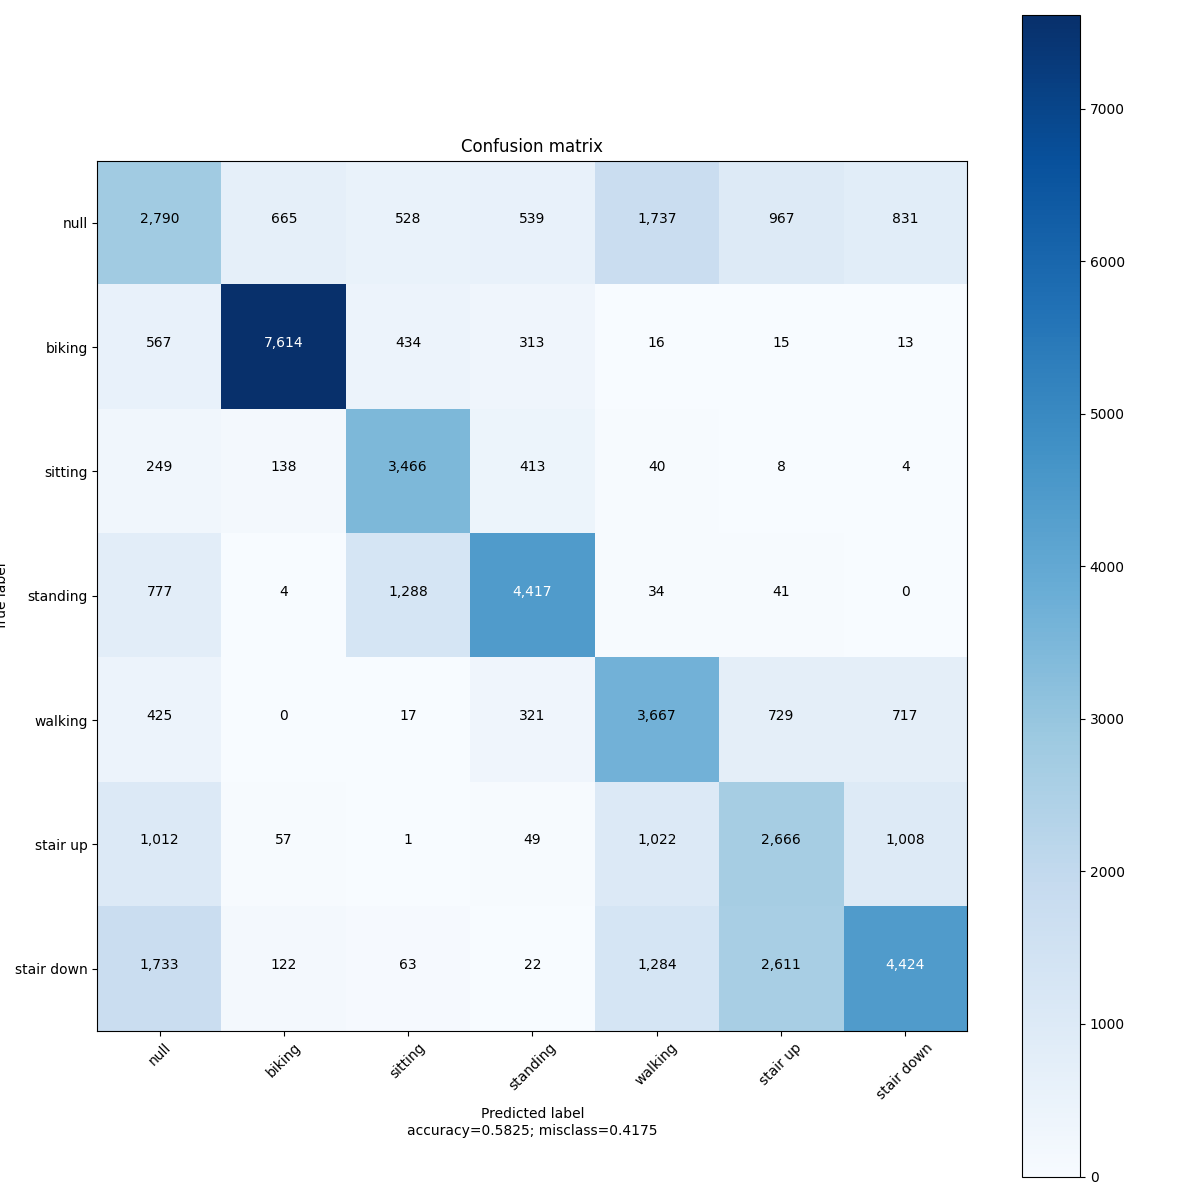 Confusion matrix
null 2,790 665 528 539 1,737 967 831
biking 567 7,614 434 313 16 15 13
sitting 249 138 3,466 413 40 8 4
standing 777 4 1,288 4,417 34 41 0
walking 425 0 17 321 3,667 729 717
stair up 1,012 57 1 49 1,022 2,666 1,008
stair down 1,733 122 63 22 1,284 2,611 4,424
null biking sitting standing walking stair up stair down
Predicted label
accuracy=0.5825; misclass=0.4175
label
7000
6000
5000
4000
3000
2000
1000
0